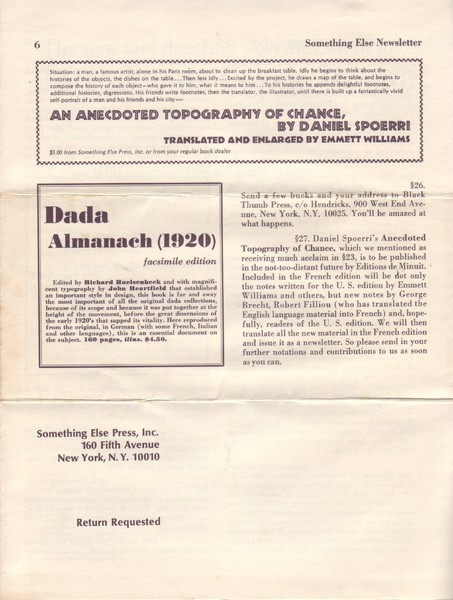 6
Something Else Newsletter
Situation: a man, a famous artist, alone in his Paris room, about to clean up the breakfast table. Idly he begins to think about the
histories of the objects, the dishes on the table . . . Then less idly . . . Excited by the project, he draws a map of the table, and begins to
compose the history of each object—who gave it to him, what it means to him . . . To his histories he appends delightful footnotes,
additional histories, digressions. His friends write footnotes, then the translator, the illustrator, until there is built up a fantastically vivid
self-portrait of a man and his friends and his city—
AN ANECDOTED TOPOGRAPHY OF CHANCE,
BY DANIEL SPOERRI
TRANSLATED AND ENLARGED BY EMMETT WILLIAMS
$5.00 from Something Else Press, Inc. or from your regular book dealer
Dada
Almanach (1920)
facsimile edition
Edited by Richard Huelsenbeck and with magnifi-
cent typography by John Heartfield that established
an important style in design, this book is far and away
the most important of all the original dada collections,
because of its scope and because it was put together at the
height of the movement, before the great dissensions of
the early 1920's that sapped its vitality. Here reproduced
from the original, in German (with some French, Italian
and other languages), this is an essential document on
the subject. 160 pages, illus. $4.50.
§26.
Send a few bucks and your address to Black
Thumb Press, c/o Hendricks, 900 West End Ave-
nue, New York, N.Y. 10025. You'll be amazed at
what happens.
§27. Daniel Spoerri's Anecdoted
Topography of Chance, which we mentioned as
receiving much acclaim in §23, is to be published
in the not-too-distant future by Editions de Minuit.
Included in the French edition will be not only
the notes written for the U. S. edition by Emmett
Williams and others, but new notes by George
Brecht, Robert Filliou (who has translated the
English language material into French) and, hope-
fully, readers of the U. S. edition. We will then
translate all the new material in the French edition
and issue it as a newsletter. So please send in your
further notations and contributions to us as soon
as you can.
Something Else Press, Inc.
160 Fifth Avenue
New York, N. Y. 10010
Return Requested